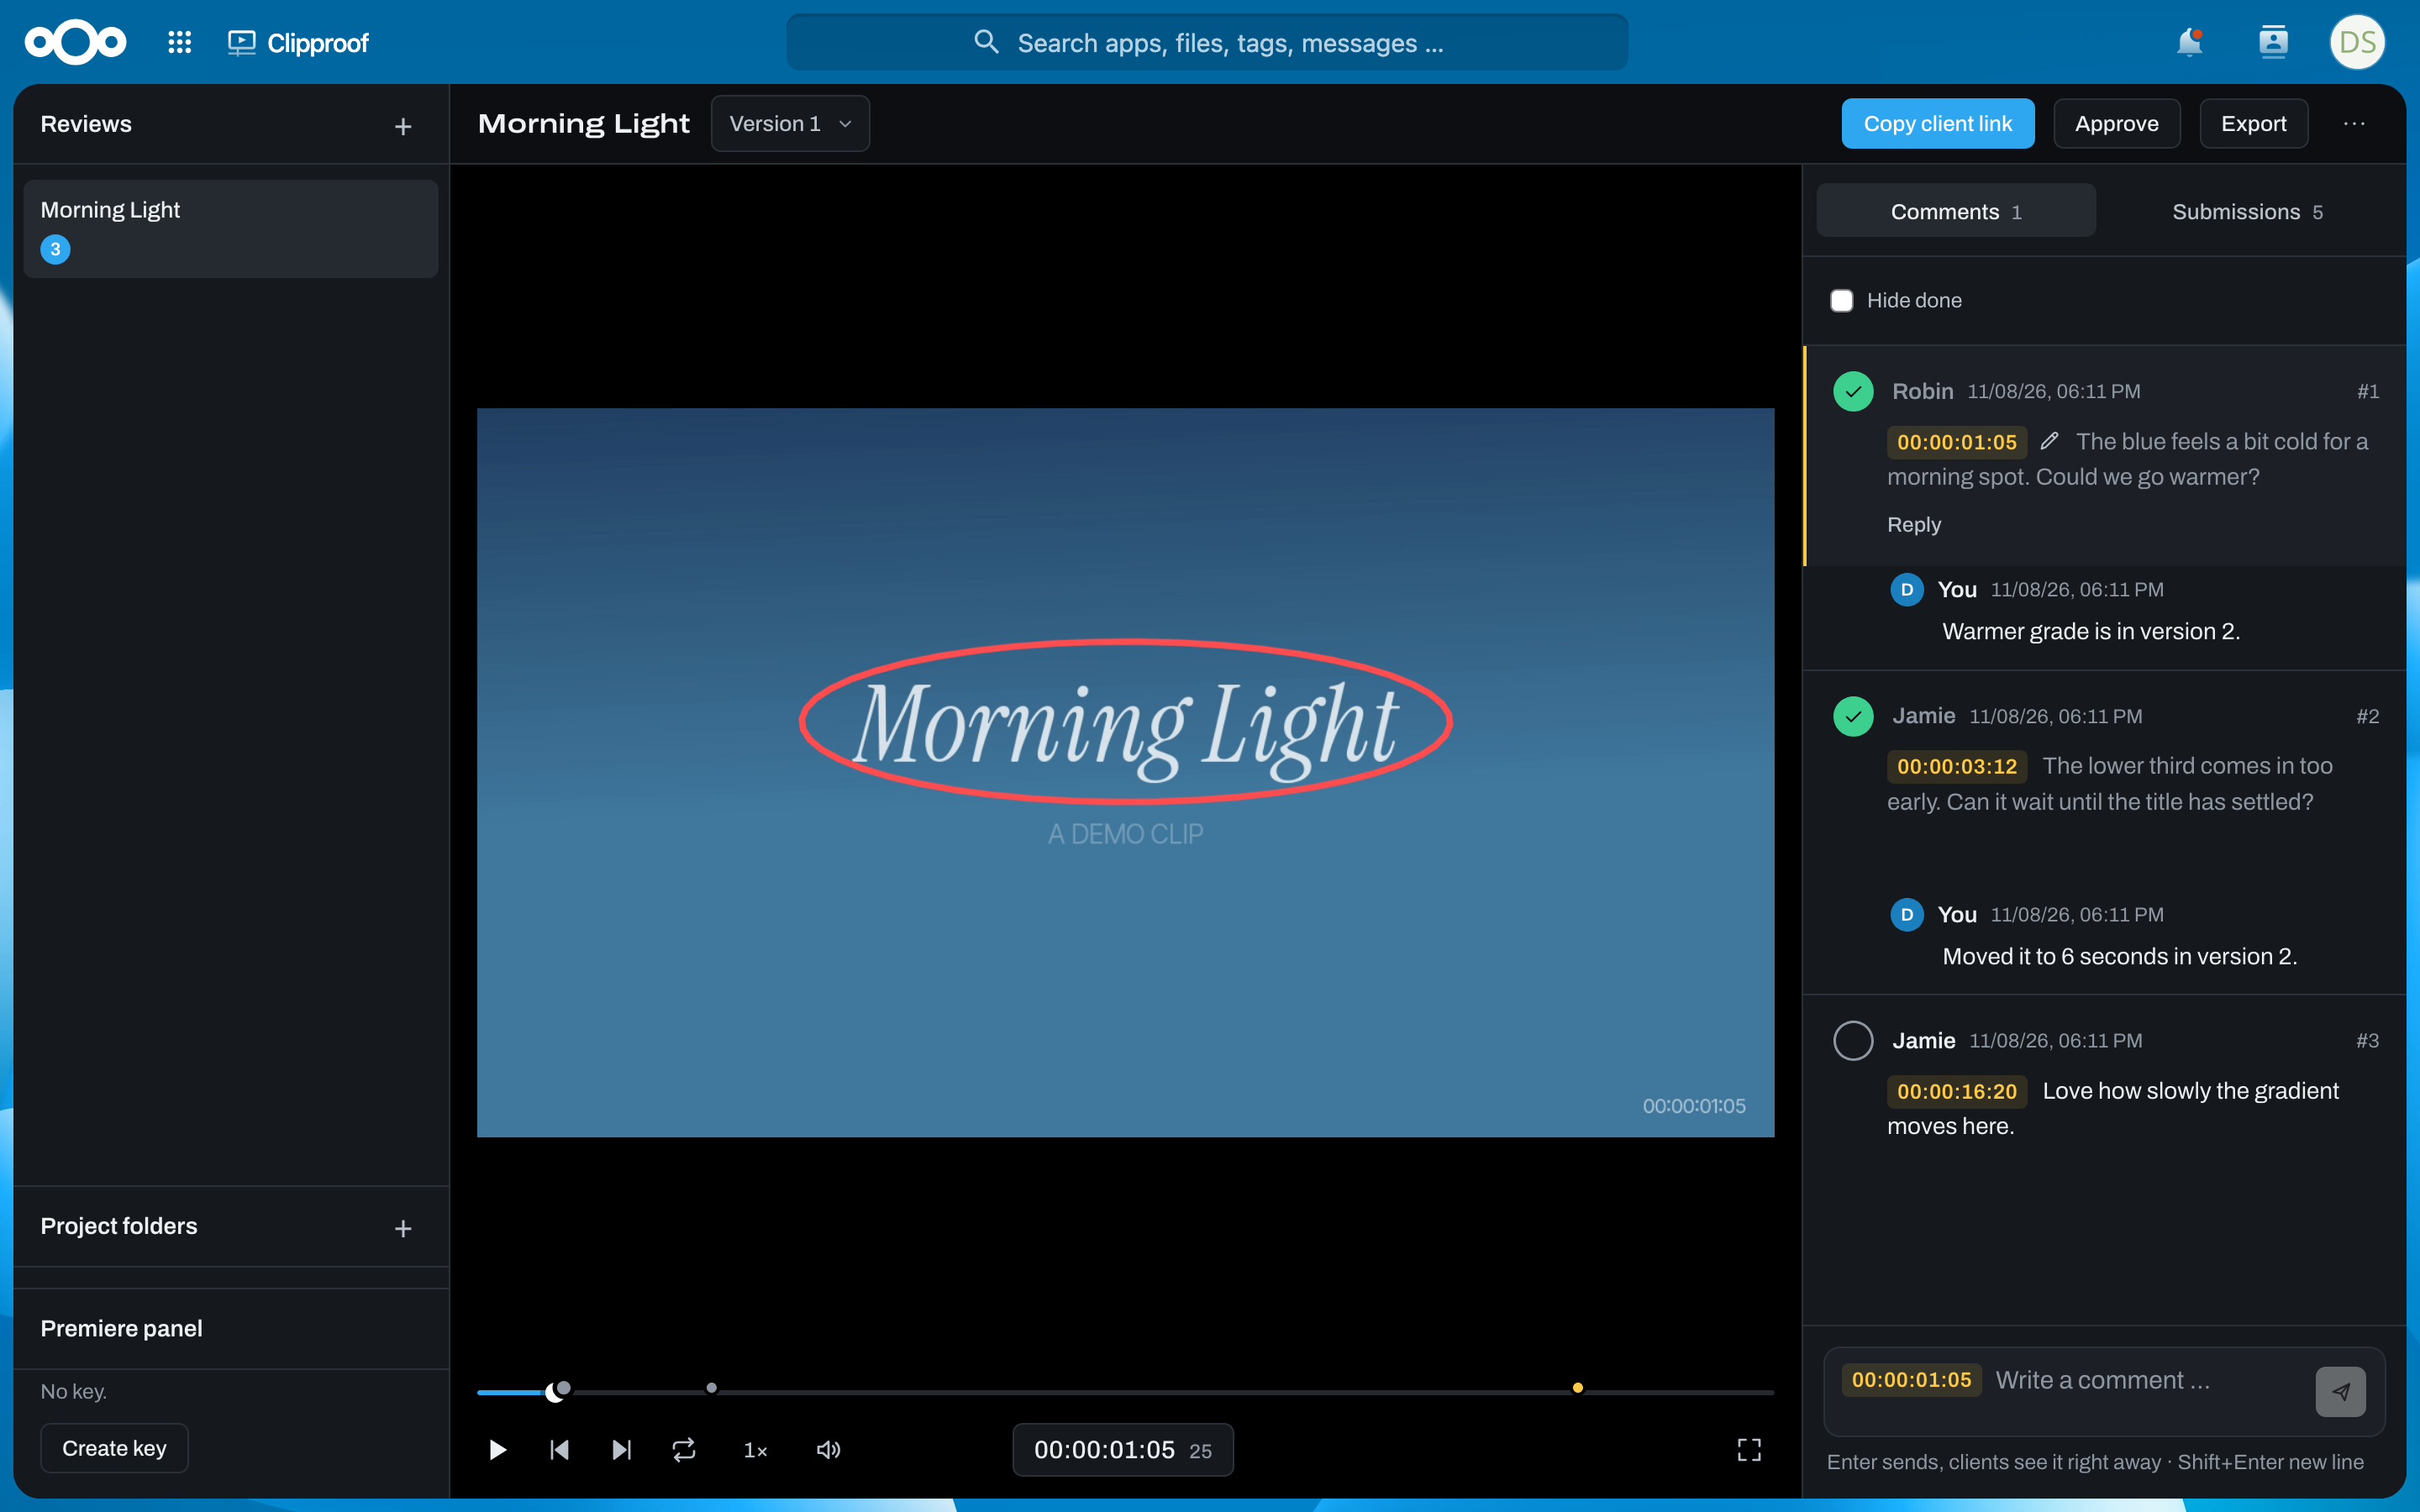 Clipproof
Search apps, files, tags, messages ...
DS
Reviews
+
Morning Light
3
Project folders
+
Premiere panel
No key.
Create key
Morning Light
Version 1
Copy client link
Approve
Export
...
Morning Light
A DEMO CLIP
00:00:01:05
1×
00:00:01:05 25
Comments 1
Submissions 5
Hide done
Robin 11/08/26, 06:11 PM #1
00:00:01:05 The blue feels a bit cold for a
morning spot. Could we go warmer?
Reply
D You 11/08/26, 06:11 PM
Warmer grade is in version 2.
Jamie 11/08/26, 06:11 PM #2
00:00:03:12 The lower third comes in too
early. Can it wait until the title has settled?
D You 11/08/26, 06:11 PM
Moved it to 6 seconds in version 2.
Jamie 11/08/26, 06:11 PM #3
00:00:16:20 Love how slowly the gradient
moves here.
00:00:01:05 Write a comment ...
Enter sends, clients see it right away · Shift+Enter new line